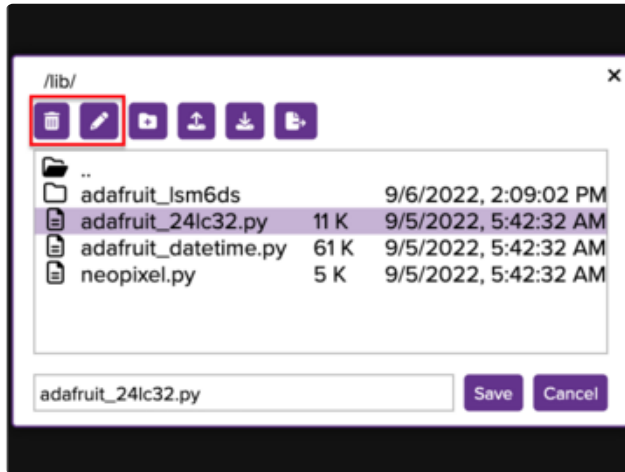 /lib/
..
adafruit_lsm6ds 9/6/2022, 2:09:02 PM
adafruit_24lc32.py 11 K 9/5/2022, 5:42:32 AM
adafruit_datetime.py 61 K 9/5/2022, 5:42:32 AM
neopixel.py 5 K 9/5/2022, 5:42:32 AM
adafruit_24lc32.py Save Cancel